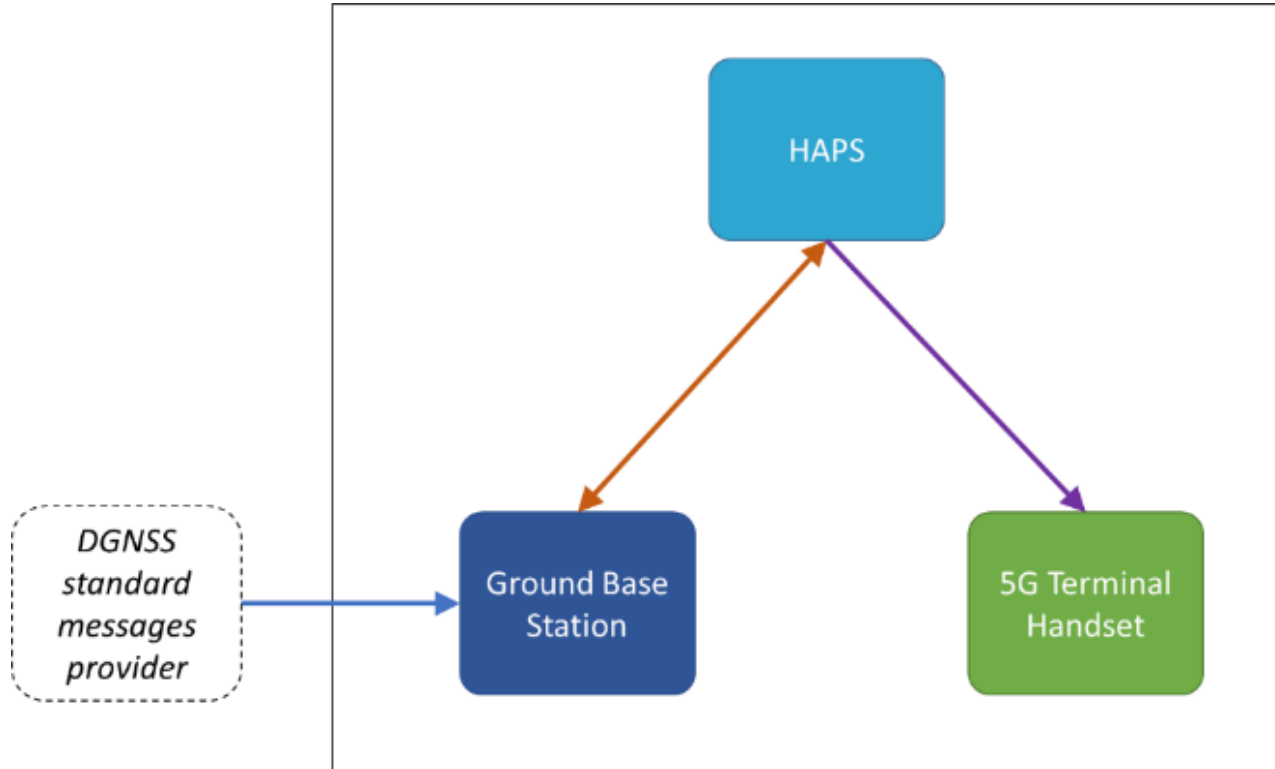 HAPS
DGNSS
standard
messages
provider
Ground Base
Station
5G Terminal
Handset